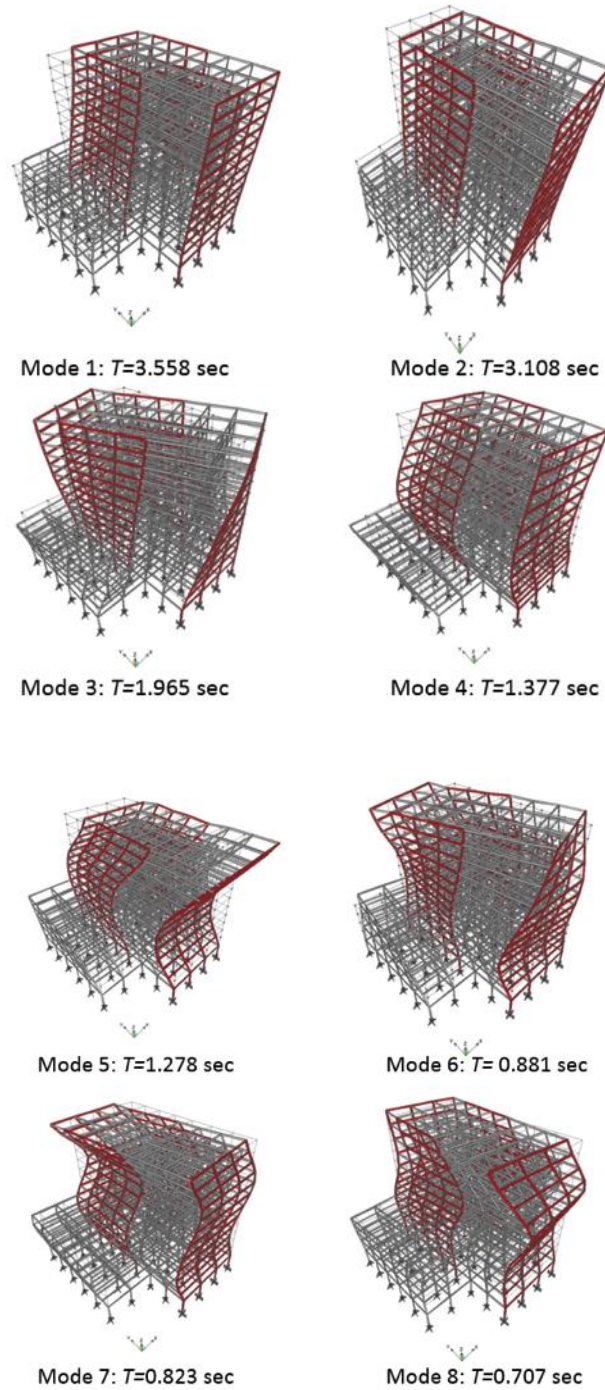 Mode 1: T=3.558 sec
Mode 2: T=3.108 sec
Mode 3: T=1.965 sec
Mode 4: T=1.377 sec
Mode 5: T=1.278 sec
Mode 6: T= 0.881 sec
Mode 7: T=0.823 sec
Mode 8: T=0.707 sec